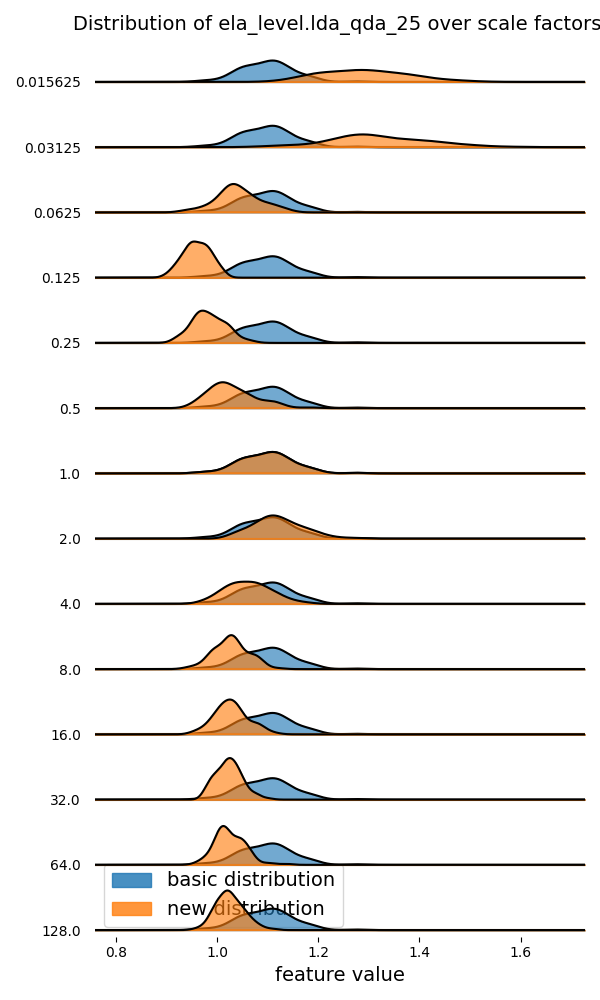 Distribution of ela_level.lda_qda_25 over scale factors
0.015625
0.03125
0.0625
0.125
0.25
0.5
1.0
2.0
4.0
8.0
16.0
32.0
64.0
basic distribution
new distribution
128.0
0.8 1.0 1.2 1.4 1.6
feature value